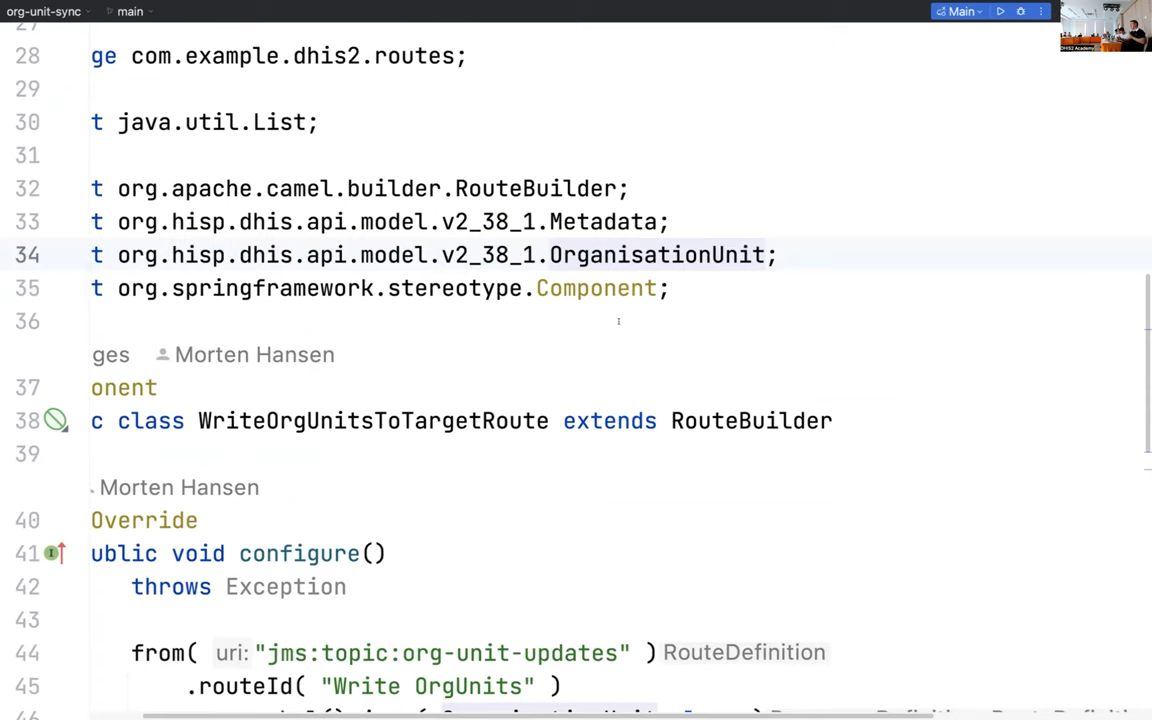 org-unit-sync main Main
28 ge com.example.dhis2.routes;
29
30 t java.util.List;
31
32 t org.apache.camel.builder.RouteBuilder;
33 t org.hisp.dhis.api.model.v2_38_1.Metadata;
34 t org.hisp.dhis.api.model.v2_38_1.OrganisationUnit;
35 t org.springframework.stereotype.Component;
36
ges Morten Hansen
37 onent
38 c class WriteOrgUnitsToTargetRoute extends RouteBuilder
39
Morten Hansen
40 Override
41 ublic void configure()
42 throws Exception
43
44 from( uri: "jms:topic:org-unit-updates" ) RouteDefinition
45 .routeId( "Write OrgUnits" )
DHIS2 Academy